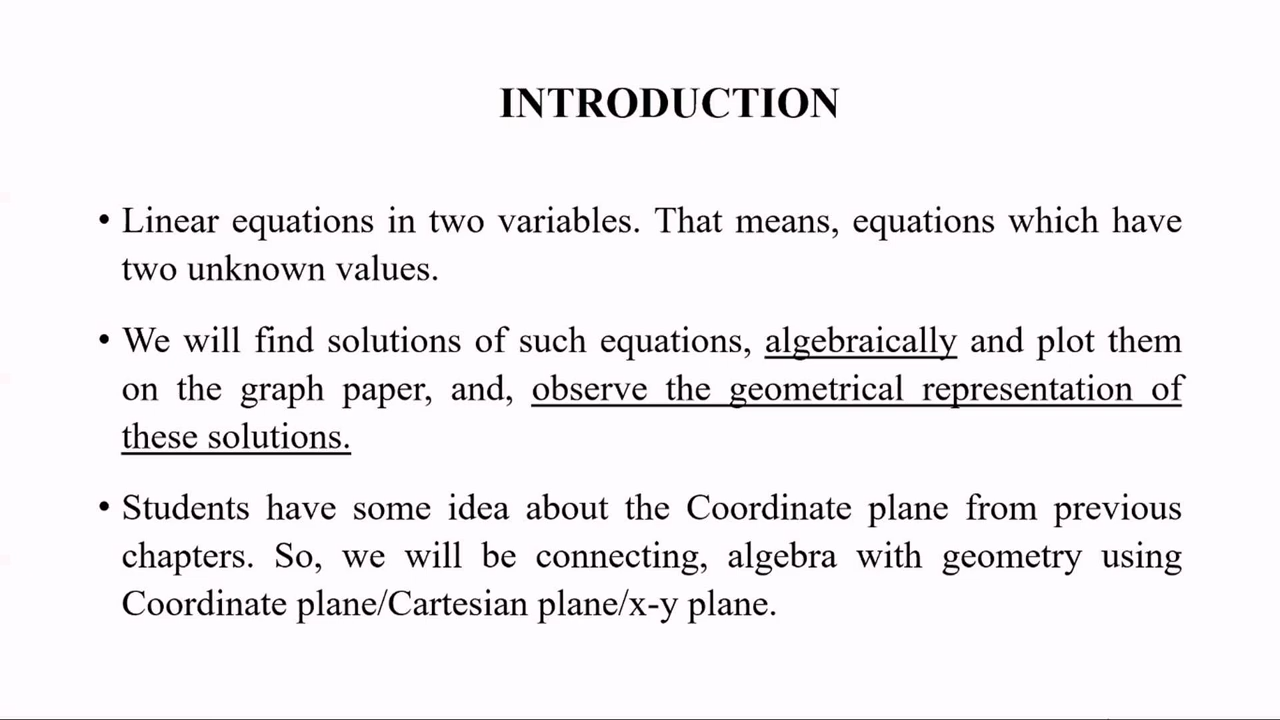 INTRODUCTION
• Linear equations in two variables. That means, equations which have
two unknown values.
• We will find solutions of such equations, algebraically and plot them
on the graph paper, and, observe the geometrical representation of
these solutions.
• Students have some idea about the Coordinate plane from previous
chapters. So, we will be connecting, algebra with geometry using
Coordinate plane/Cartesian plane/x-y plane.